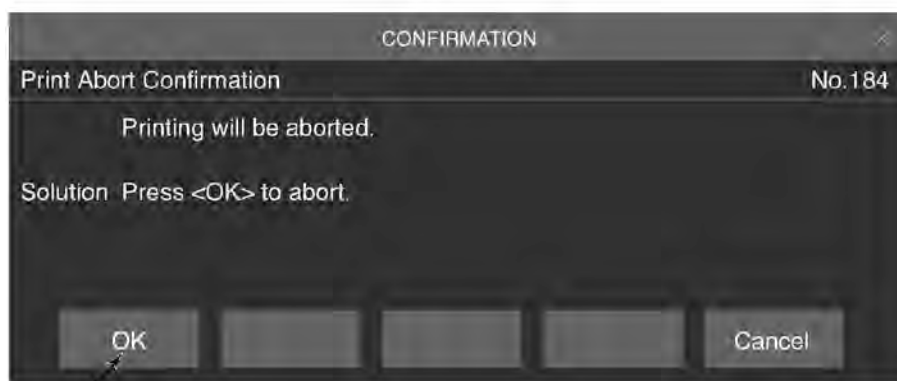 CONFIRMATION
Print Abort Confirmation No.184
Printing will be aborted.
Solution Press <OK> to abort.
OK Cancel